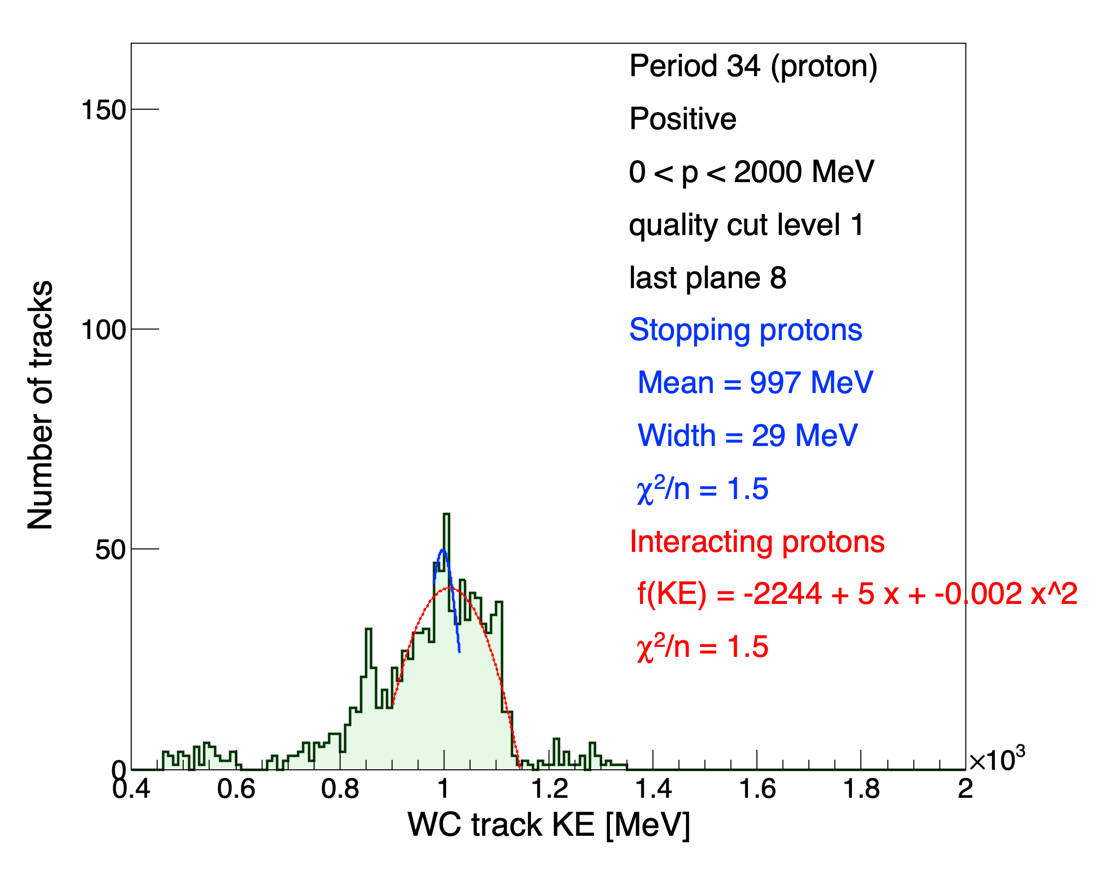 Period 34 (proton)
Positive
0 < p < 2000 MeV
quality cut level 1
last plane 8
Stopping protons
Mean = 997 MeV
Width = 29 MeV
χ²/n = 1.5
Interacting protons
f(KE) = -2244 + 5 x + -0.002 x^2
χ²/n = 1.5
Number of tracks
150
100
50
0
0.4 0.6 0.8 1 1.2 1.4 1.6 1.8 2
×10³
WC track KE [MeV]